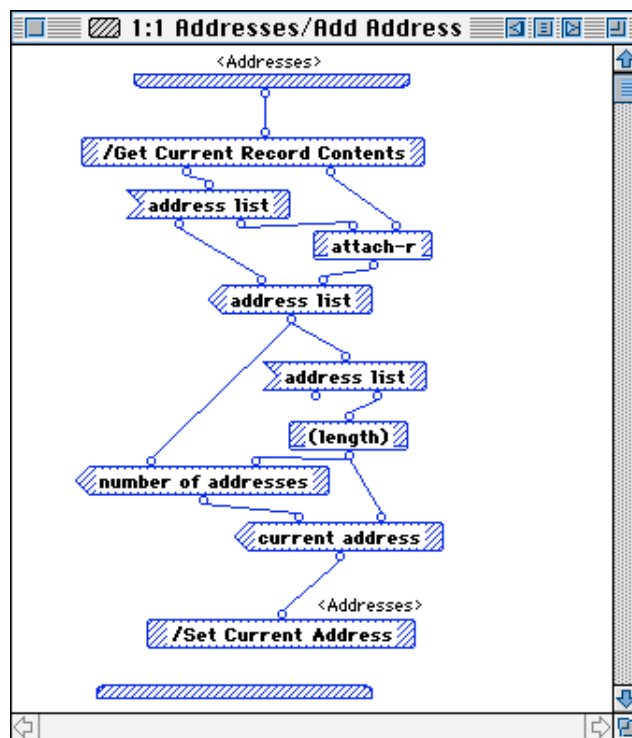 1:1 Addresses/Add Address
<Addresses>
/Get Current Record Contents
address list
attach-r
address list
address list
(length)
number of addresses
current address
<Addresses>
/Set Current Address